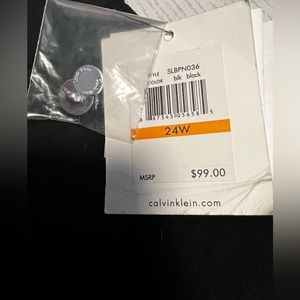 STYLE SLBPN036
COLOR blk black
24W
MSRP $99.00
calvinklein.com